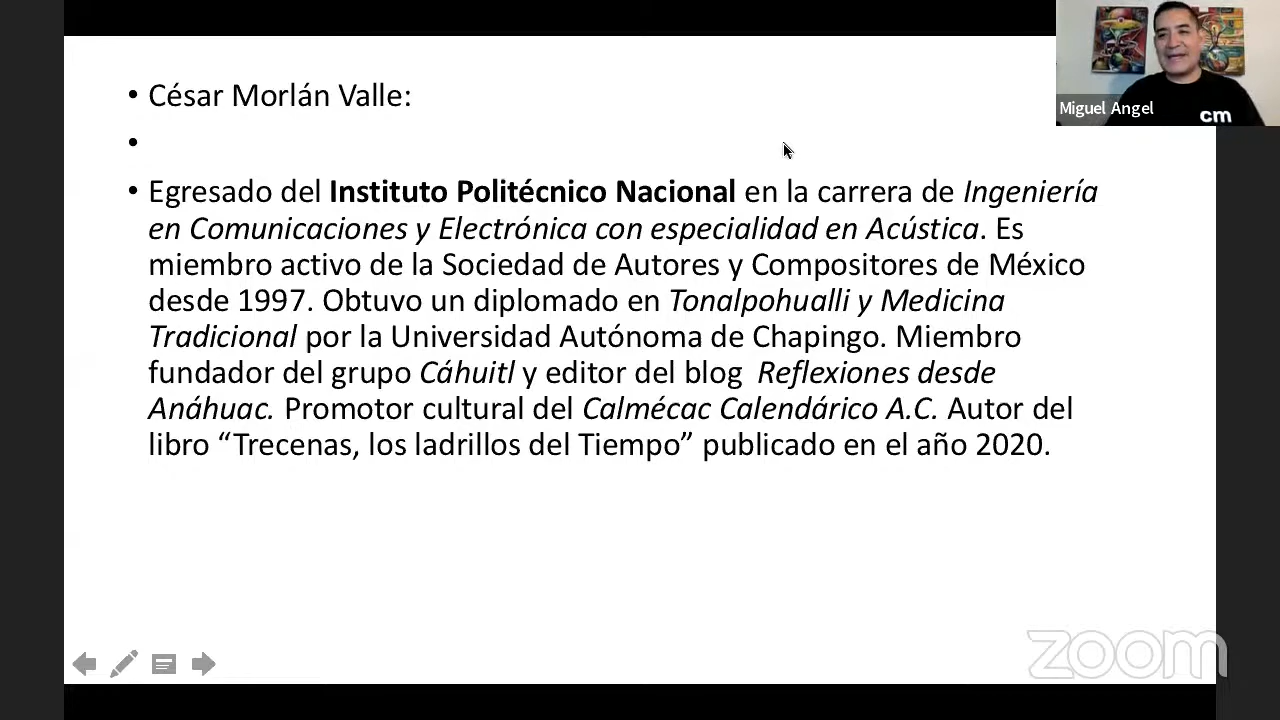 César Morlán Valle:
Egresado del Instituto Politécnico Nacional en la carrera de Ingeniería
en Comunicaciones y Electrónica con especialidad en Acústica. Es
miembro activo de la Sociedad de Autores y Compositores de México
desde 1997. Obtuvo un diplomado en Tonalpohualli y Medicina
Tradicional por la Universidad Autónoma de Chapingo. Miembro
fundador del grupo Cáhuitl y editor del blog Reflexiones desde
Anáhuac. Promotor cultural del Calmécac Calendárico A.C. Autor del
libro “Trecenas, los ladrillos del Tiempo” publicado en el año 2020.
Miguel Angel
cm
zoom